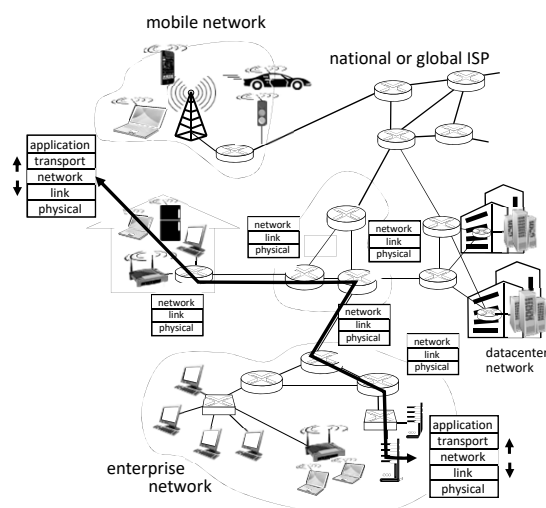 mobile network
national or global ISP
application
transport
network
link
physical
network
link
physical
network
link
physical
network
link
physical
network
link
physical
network
link
physical
datacenter
network
application
transport
network
link
physical
enterprise
network